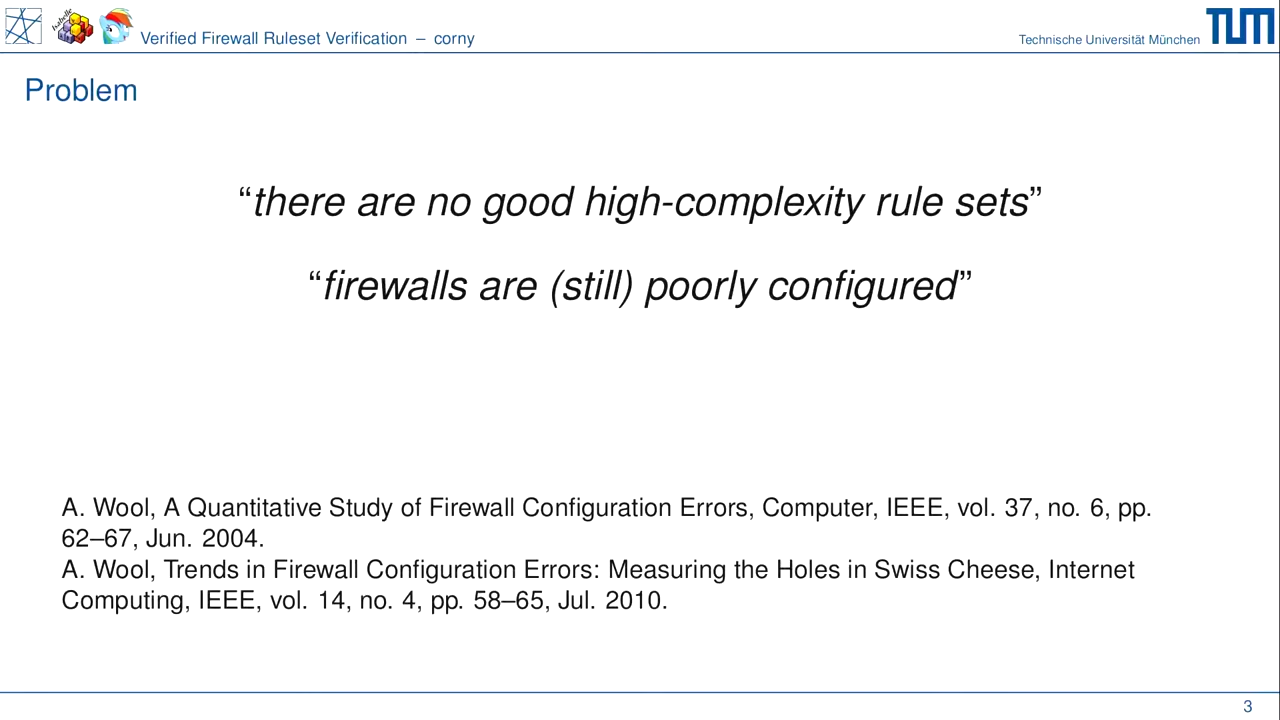 Isabelle
Verified Firewall Ruleset Verification – corny
Technische Universität München
TUM
Problem
“there are no good high-complexity rule sets”
“firewalls are (still) poorly configured”
A. Wool, A Quantitative Study of Firewall Configuration Errors, Computer, IEEE, vol. 37, no. 6, pp.
62–67, Jun. 2004.
A. Wool, Trends in Firewall Configuration Errors: Measuring the Holes in Swiss Cheese, Internet
Computing, IEEE, vol. 14, no. 4, pp. 58–65, Jul. 2010.
3